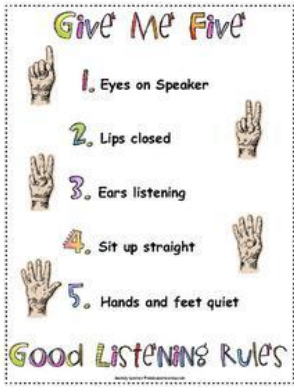 Give Me Five
1. Eyes on Speaker
2. Lips closed
3. Ears listening
4. Sit up straight
5. Hands and feet quiet
Good Listening Rules